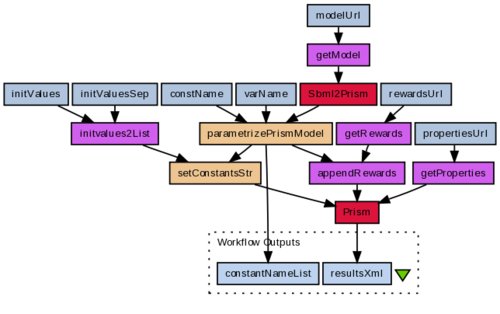 modelUrl
getModel
initValues
initValuesSep
constName
varName
Sbml2Prism
rewardsUrl
initvalues2List
parametrizePrismModel
getRewards
propertiesUrl
setConstantsStr
appendRewards
getProperties
Prism
Workflow Outputs
constantNameList
resultsXml